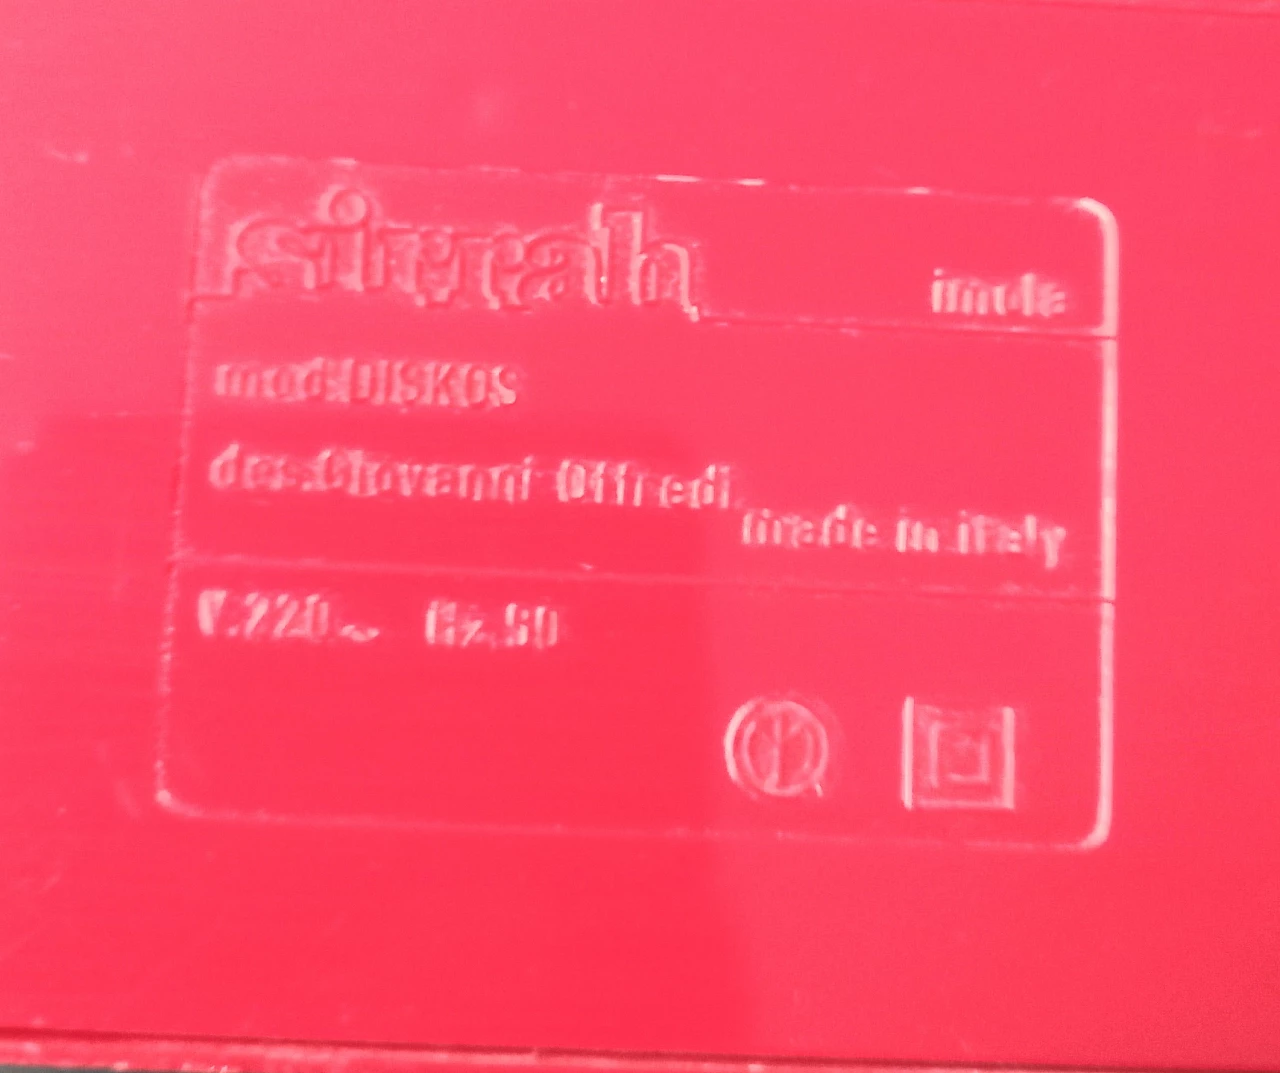 sirrah
imola
mod:DISKOS
des:Giovanni Offredi
made in italy
V.220~ Hz.50